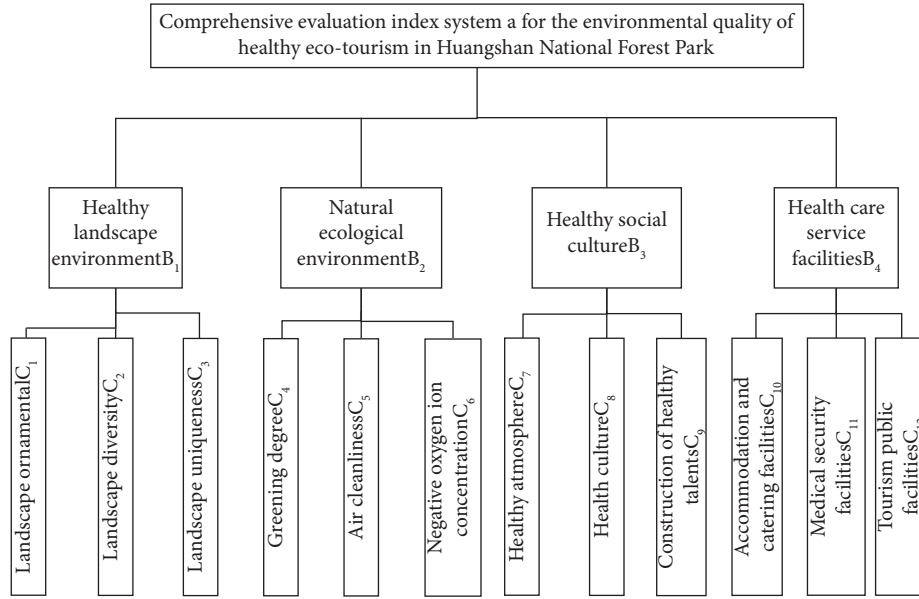 Comprehensive evaluation index system a for the environmental quality of
healthy eco-tourism in Huangshan National Forest Park
Healthy
landscape
environmentB₁
Natural
ecological
environmentB₂
Healthy social
cultureB₃
Health care
service
facilitiesB₄
Landscape ornamentalC₁
Landscape diversityC₂
Landscape uniquenessC₃
Greening degreeC₄
Air cleanlinessC₅
Negative oxygen ion
concentrationC₆
Healthy atmosphereC₇
Health cultureC₈
Construction of healthy
talentsC₉
Accommodation and
catering facilitiesC₁₀
Medical security
facilitiesC₁₁
Tourism public
facilitiesC₁₂